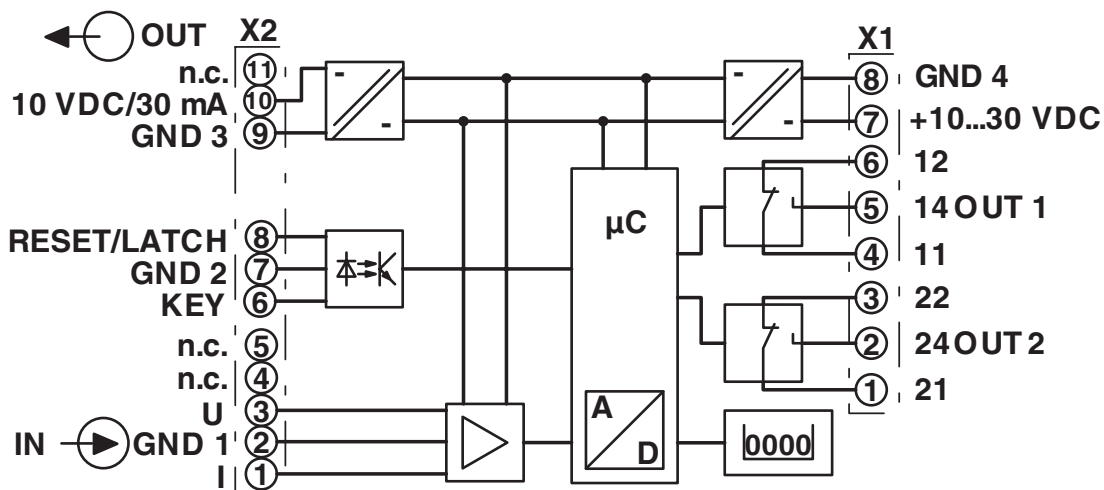 OUT X2 X1
n.c. 11
8 GND 4
10 VDC/30 mA 10
- - - -
GND 3 9
7 +10...30 VDC
6 12
µC
5 14 OUT 1
RESET/LATCH 8
4 11
GND 2 7
KEY 6
3 22
n.c. 5
2 24 OUT 2
n.c. 4
1 21
U 3
A
IN GND 1 2
D
0000
I 1